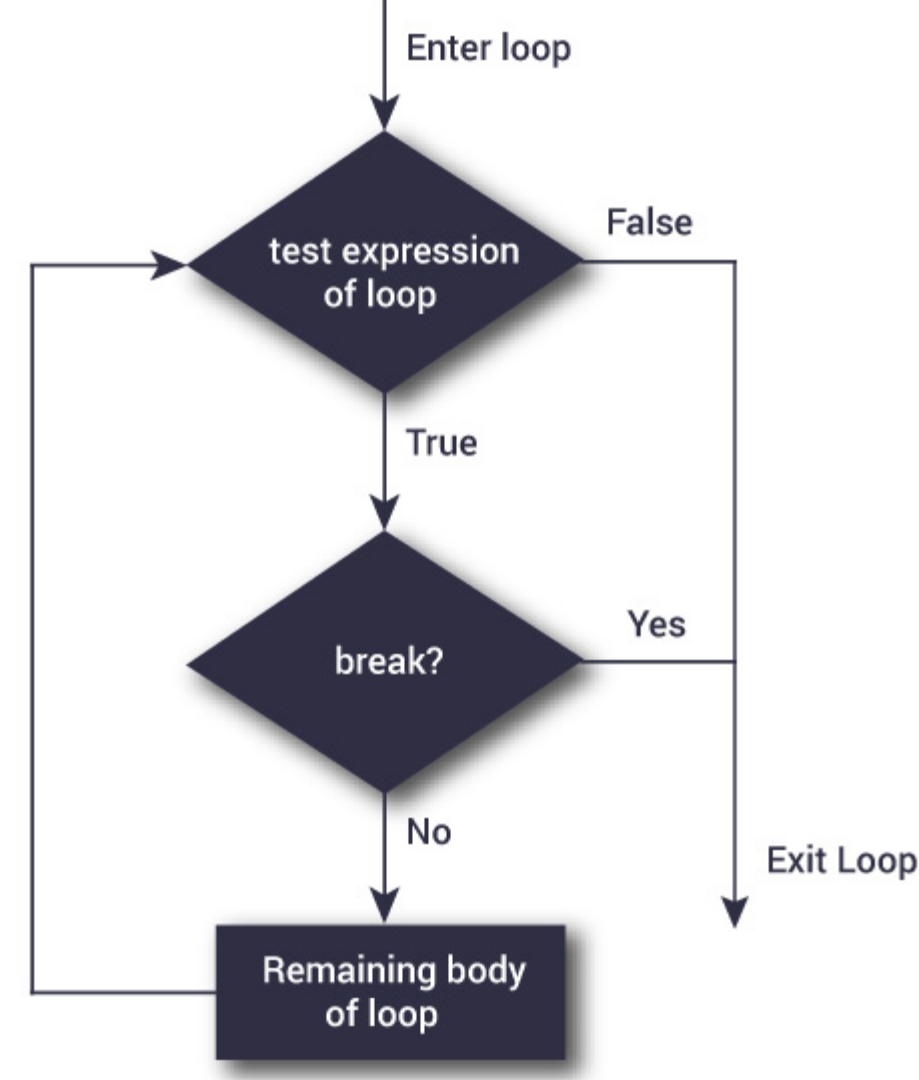 Enter loop
False
test expression
of loop
True
Yes
break?
No
Exit Loop
Remaining body
of loop